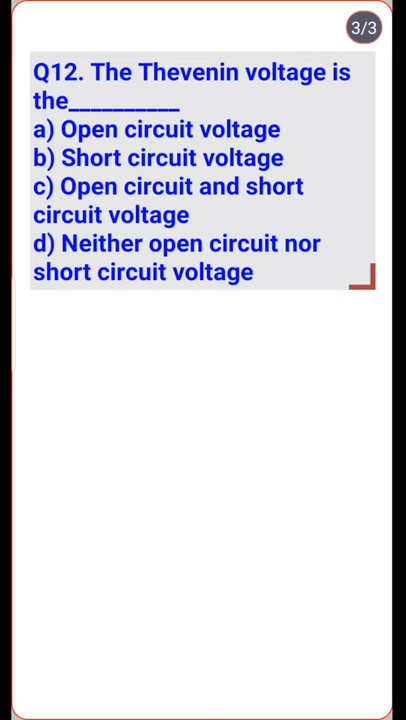 3/3
Q12. The Thevenin voltage is
the__________
a) Open circuit voltage
b) Short circuit voltage
c) Open circuit and short
circuit voltage
d) Neither open circuit nor
short circuit voltage